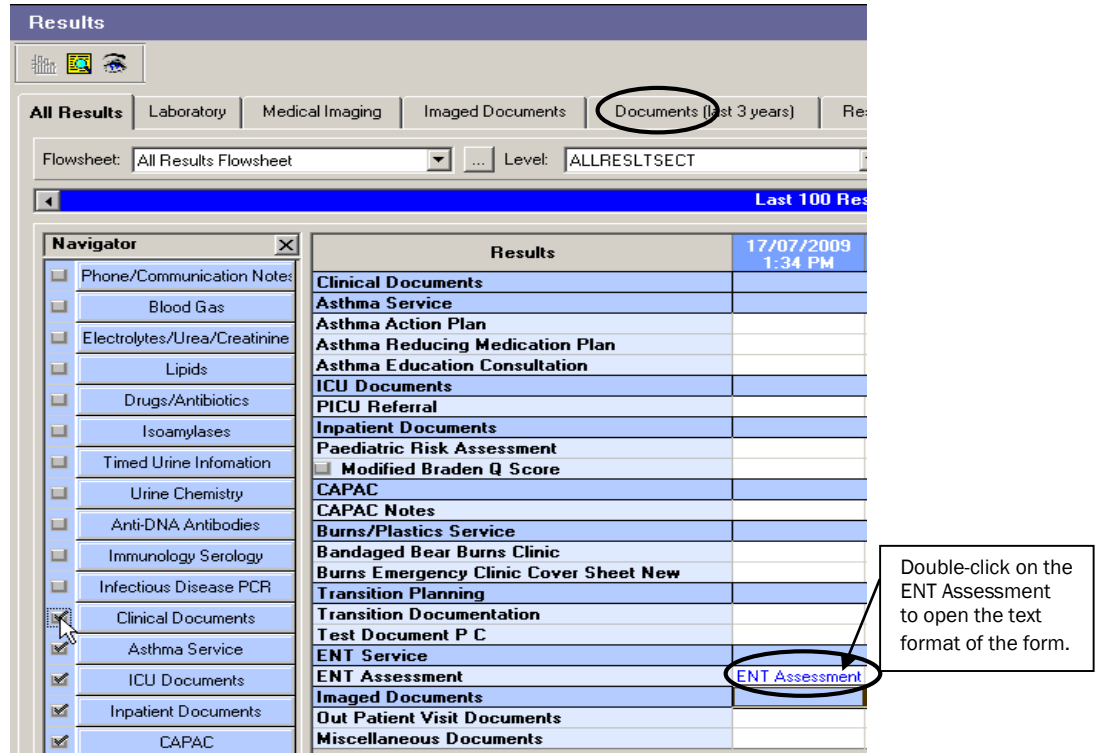 Results
All Results Laboratory Medical Imaging Imaged Documents Documents (last 3 years)
Flowsheet: All Results Flowsheet ... Level: ALLRESLTSECT
Last 100
Navigator
Phone/Communication Notes
Blood Gas
Electrolytes/Urea/Creatinine
Lipids
Drugs/Antibiotics
Isoamylases
Timed Urine Infomation
Urine Chemistry
Anti-DNA Antibodies
Immunology Serology
Infectious Disease PCR
Clinical Documents
Asthma Service
ICU Documents
Inpatient Documents
CAPAC
Results 17/07/2009
1:34 PM
Clinical Documents
Asthma Service
Asthma Action Plan
Asthma Reducing Medication Plan
Asthma Education Consultation
ICU Documents
PICU Referral
Inpatient Documents
Paediatric Risk Assessment
Modified Braden Q Score
CAPAC
CAPAC Notes
Burns/Plastics Service
Bandaged Bear Burns Clinic
Burns Emergency Clinic Cover Sheet New
Transition Planning
Transition Documentation
Test Document P C
ENT Service
ENT Assessment ENT Assessment
Imaged Documents
Out Patient Visit Documents
Miscellaneous Documents
Double-click on the
ENT Assessment
to open the text
format of the form.